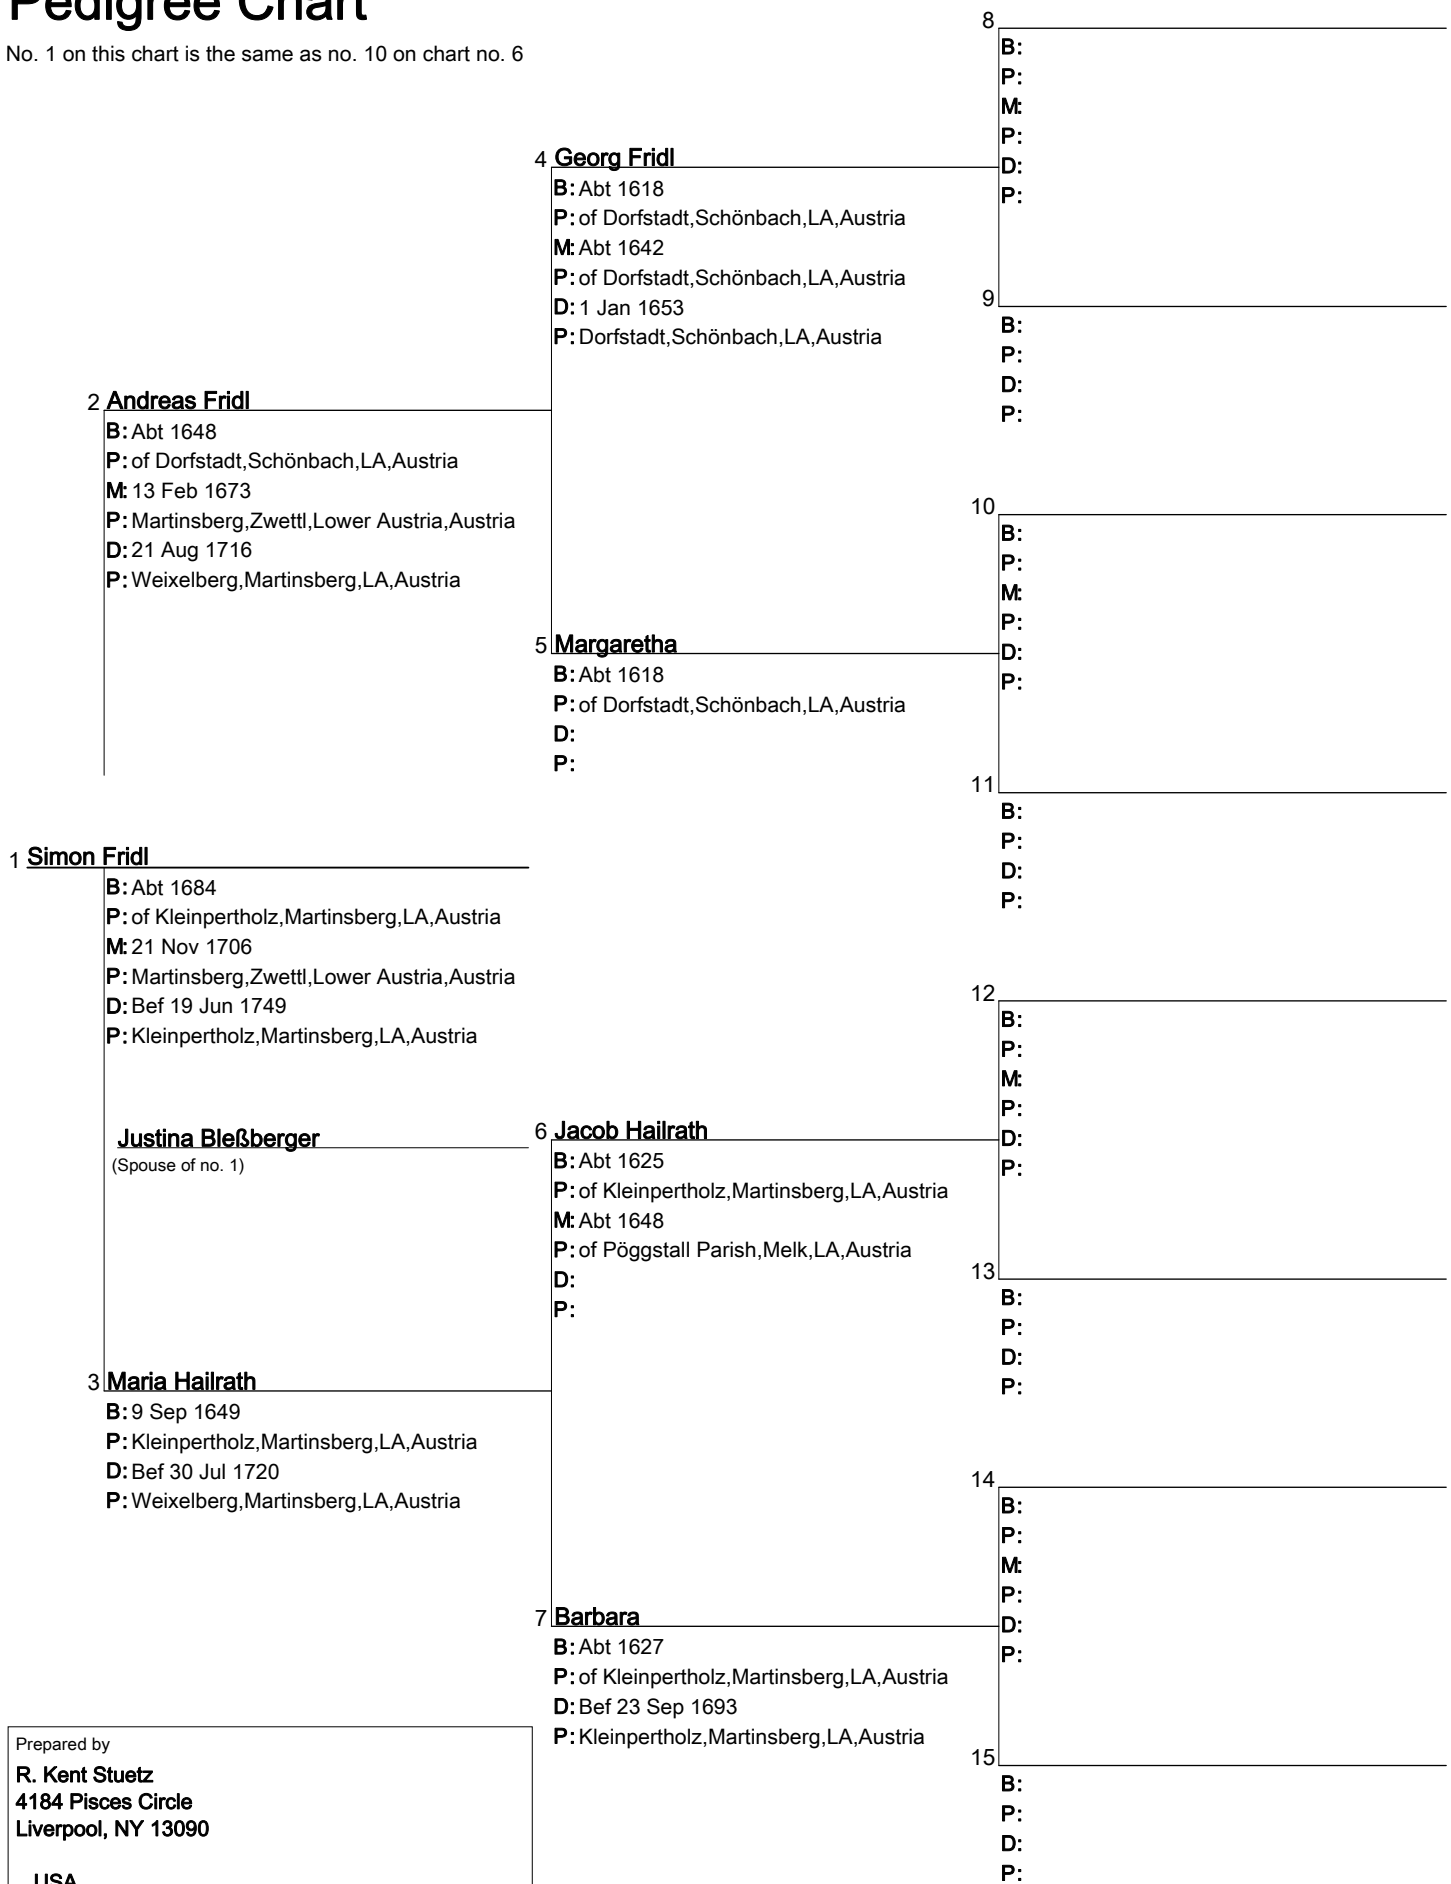 Pedigree Chart
No. 1 on this chart is the same as no. 10 on chart no. 6
8
B:
P:
M:
P:
D:
P:
4 Georg Fridl
B: Abt 1618
P: of Dorfstadt,Schönbach,LA,Austria
M: Abt 1642
P: of Dorfstadt,Schönbach,LA,Austria
D: 1 Jan 1653
P: Dorfstadt,Schönbach,LA,Austria
9
B:
P:
D:
P:
2 Andreas Fridl
B: Abt 1648
P: of Dorfstadt,Schönbach,LA,Austria
M: 13 Feb 1673
P: Martinsberg,Zwettl,Lower Austria,Austria
D: 21 Aug 1716
P: Weixelberg,Martinsberg,LA,Austria
10
B:
P:
M:
P:
D:
P:
5 Margaretha
B: Abt 1618
P: of Dorfstadt,Schönbach,LA,Austria
D:
P:
11
B:
P:
D:
P:
1 Simon Fridl
B: Abt 1684
P: of Kleinpertholz,Martinsberg,LA,Austria
M: 21 Nov 1706
P: Martinsberg,Zwettl,Lower Austria,Austria
D: Bef 19 Jun 1749
P: Kleinpertholz,Martinsberg,LA,Austria
12
B:
P:
M:
P:
D:
P:
Justina Bleßberger
(Spouse of no. 1)
6 Jacob Hailrath
B: Abt 1625
P: of Kleinpertholz,Martinsberg,LA,Austria
M: Abt 1648
P: of Pöggstall Parish,Melk,LA,Austria
D:
P:
13
B:
P:
D:
P:
3 Maria Hailrath
B: 9 Sep 1649
P: Kleinpertholz,Martinsberg,LA,Austria
D: Bef 30 Jul 1720
P: Weixelberg,Martinsberg,LA,Austria
14
B:
P:
M:
P:
D:
P:
7 Barbara
B: Abt 1627
P: of Kleinpertholz,Martinsberg,LA,Austria
D: Bef 23 Sep 1693
P: Kleinpertholz,Martinsberg,LA,Austria
15
B:
P:
D:
P:
Prepared by
R. Kent Stuetz
4184 Pisces Circle
Liverpool, NY 13090
USA